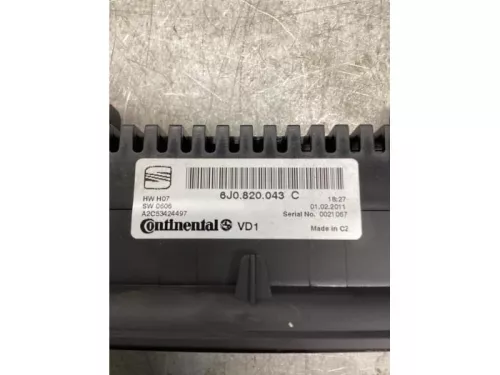 6J0.820.043 C
HW H07
18:27
SW 0606
01.02.2011
A2C53424497
Serial No. 0021067
Continental VD1
Made in CZ